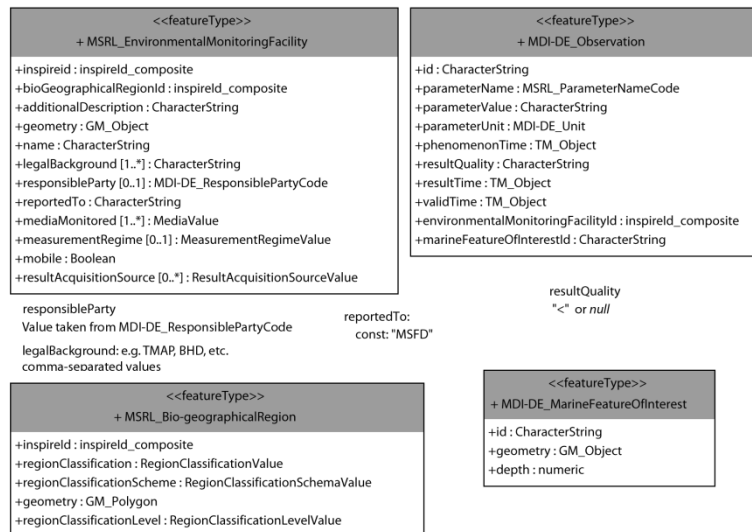 <<featureType>>
+ MSRL_EnvironmentalMonitoringFacility
+inspireid : inspireId_composite
+bioGeographicalRegionId : inspireId_composite
+additionalDescription : CharacterString
+geometry : GM_Object
+name : CharacterString
+legalBackground [1..*] : CharacterString
+responsibleParty [0..1] : MDI-DE_ResponsiblePartyCode
+reportedTo : CharacterString
+mediaMonitored [1..*] : MediaValue
+measurementRegime [0..1] : MeasurementRegimeValue
+mobile : Boolean
+resultAcquisitionSource [0..*] : ResultAcquisitionSourceValue
<<featureType>>
+ MDI-DE_Observation
+id : CharacterString
+parameterName : MSRL_ParameterNameCode
+parameterValue : CharacterString
+parameterUnit : MDI-DE_Unit
+phenomenonTime : TM_Object
+resultQuality : CharacterString
+resultTime : TM_Object
+validTime : TM_Object
+environmentalMonitoringFacilityId : inspireId_composite
+marineFeatureOfInterestId : CharacterString
responsibleParty
Value taken from MDI-DE_ResponsiblePartyCode
legalBackground: e.g. TMAP, BHD, etc.
comma-separated values
reportedTo:
const: "MSFD"
resultQuality
"<" or null
<<featureType>>
+ MSRL_Bio-geographicalRegion
+inspireId : inspireId_composite
+regionClassification : RegionClassificationValue
+regionClassificationScheme : RegionClassificationSchemaValue
+geometry : GM_Polygon
+regionClassificationLevel : RegionClassificationLevelValue
<<featureType>>
+ MDI-DE_MarineFeatureOfInterest
+id : CharacterString
+geometry : GM_Object
+depth : numeric